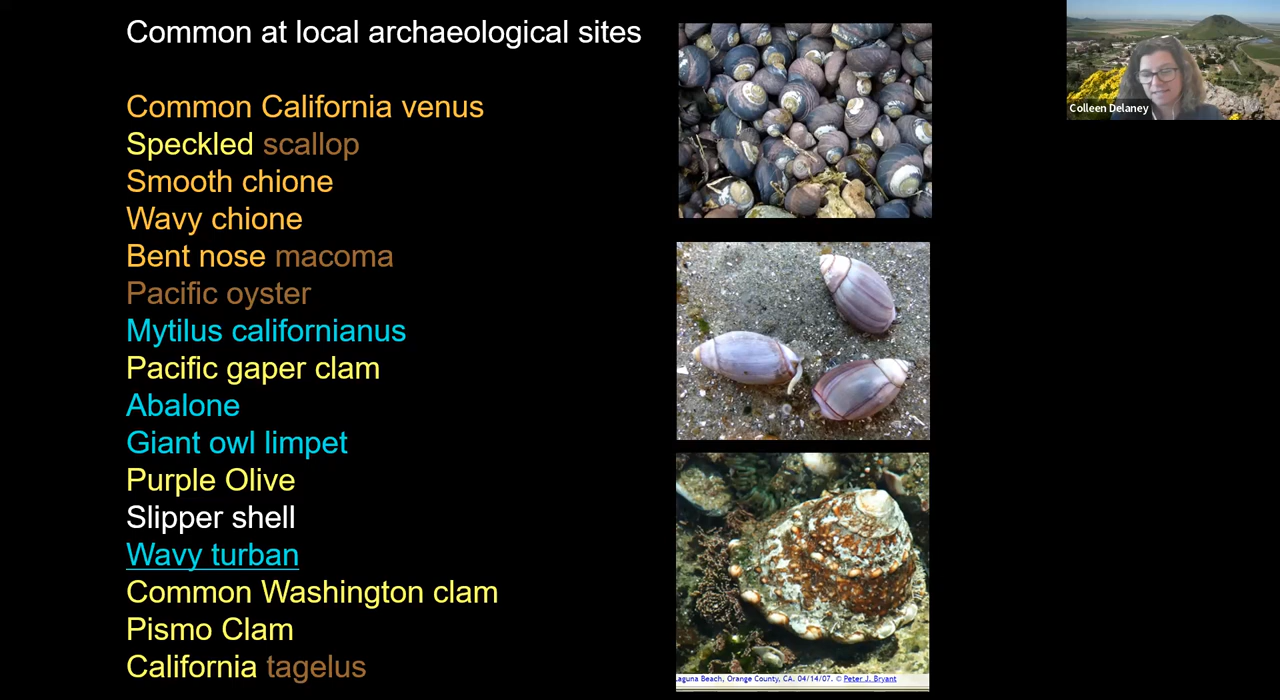 Common at local archaeological sites
Common California venus
Speckled scallop
Smooth chione
Wavy chione
Bent nose macoma
Pacific oyster
Mytilus californianus
Pacific gaper clam
Abalone
Giant owl limpet
Purple Olive
Slipper shell
Wavy turban
Common Washington clam
Pismo Clam
California tagelus
aguna Beach, Orange County, CA. 04/14/07. © Peter J. Bryant
Colleen Delaney